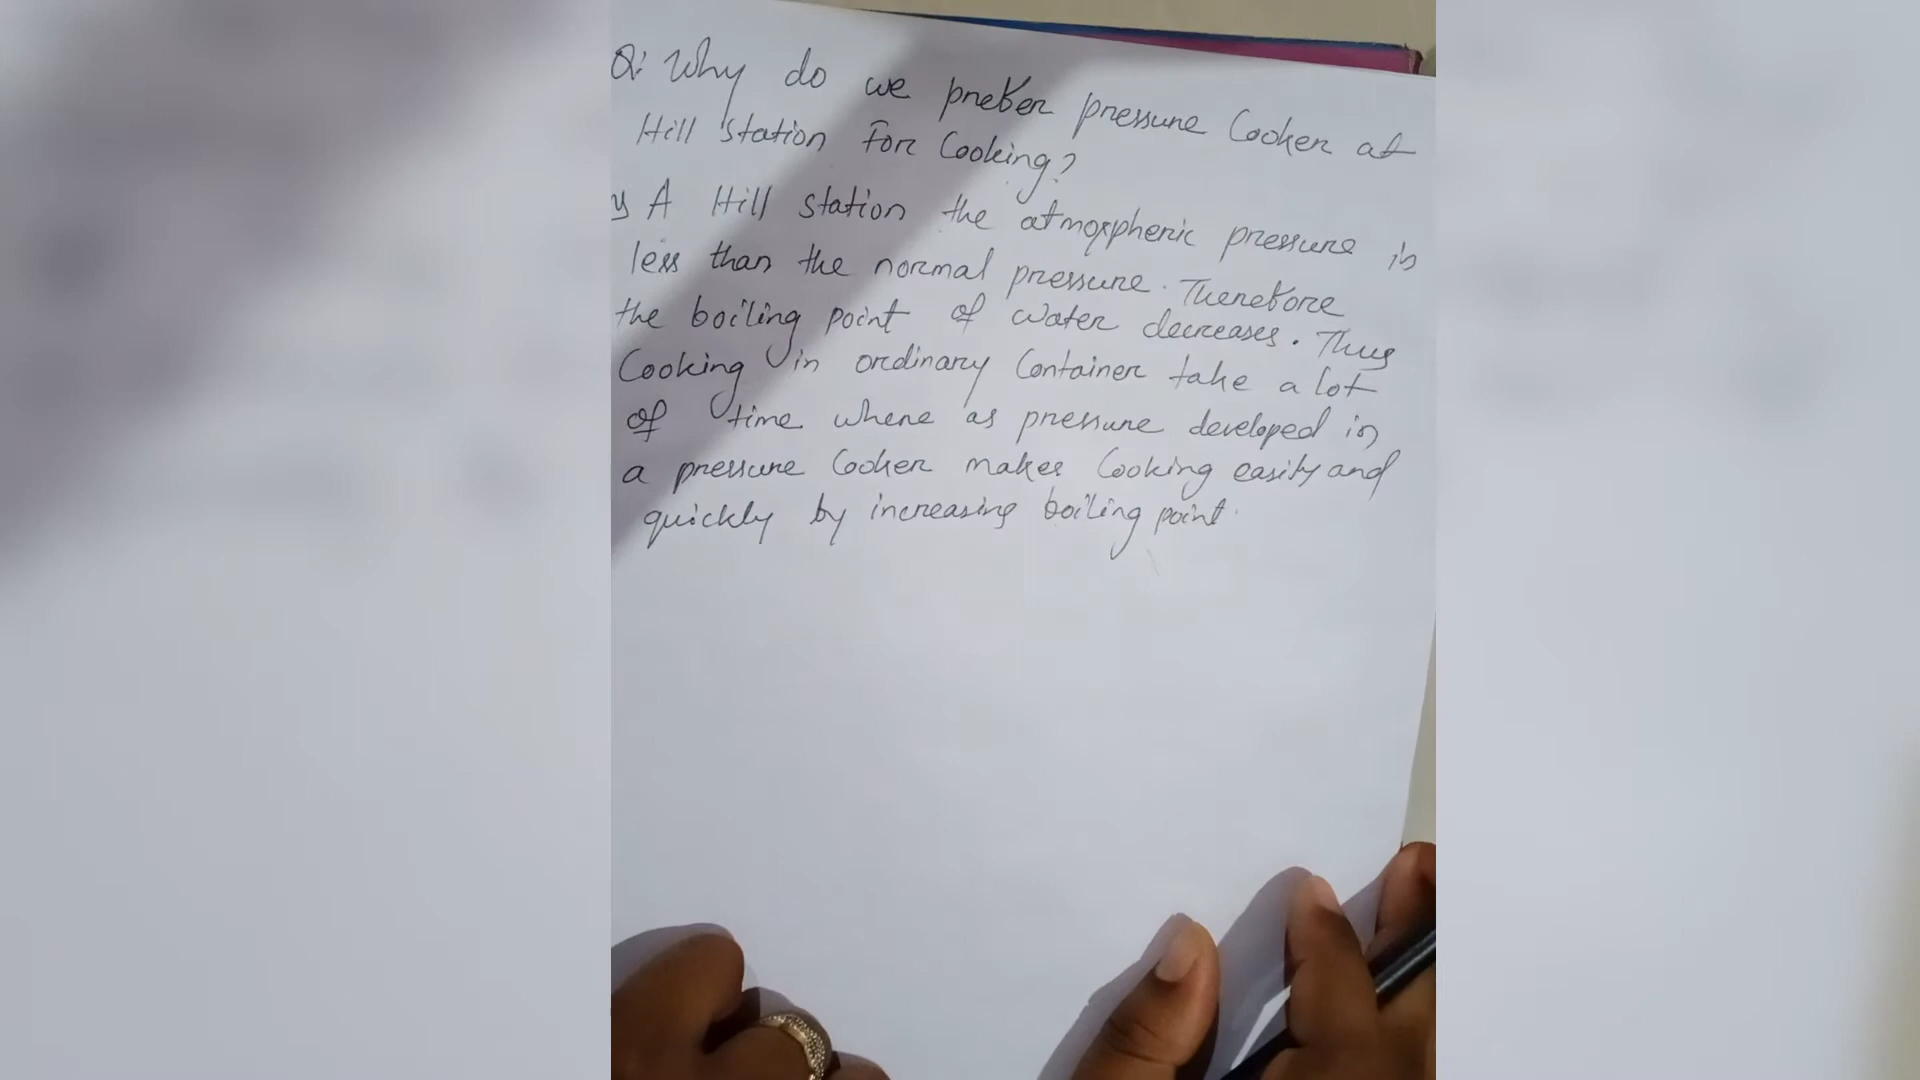 Q: Why do we prefer pressure Cooker at
Hill station For Cooking?
A Hill station the atmospheric pressure is
less than the normal pressure. Therefore
the boiling point of water decreases. Thus
Cooking in ordinary Container take a lot
of time where as pressure developed in
a pressure Cooker makes Cooking easity and
quickly by increasing boiling point.